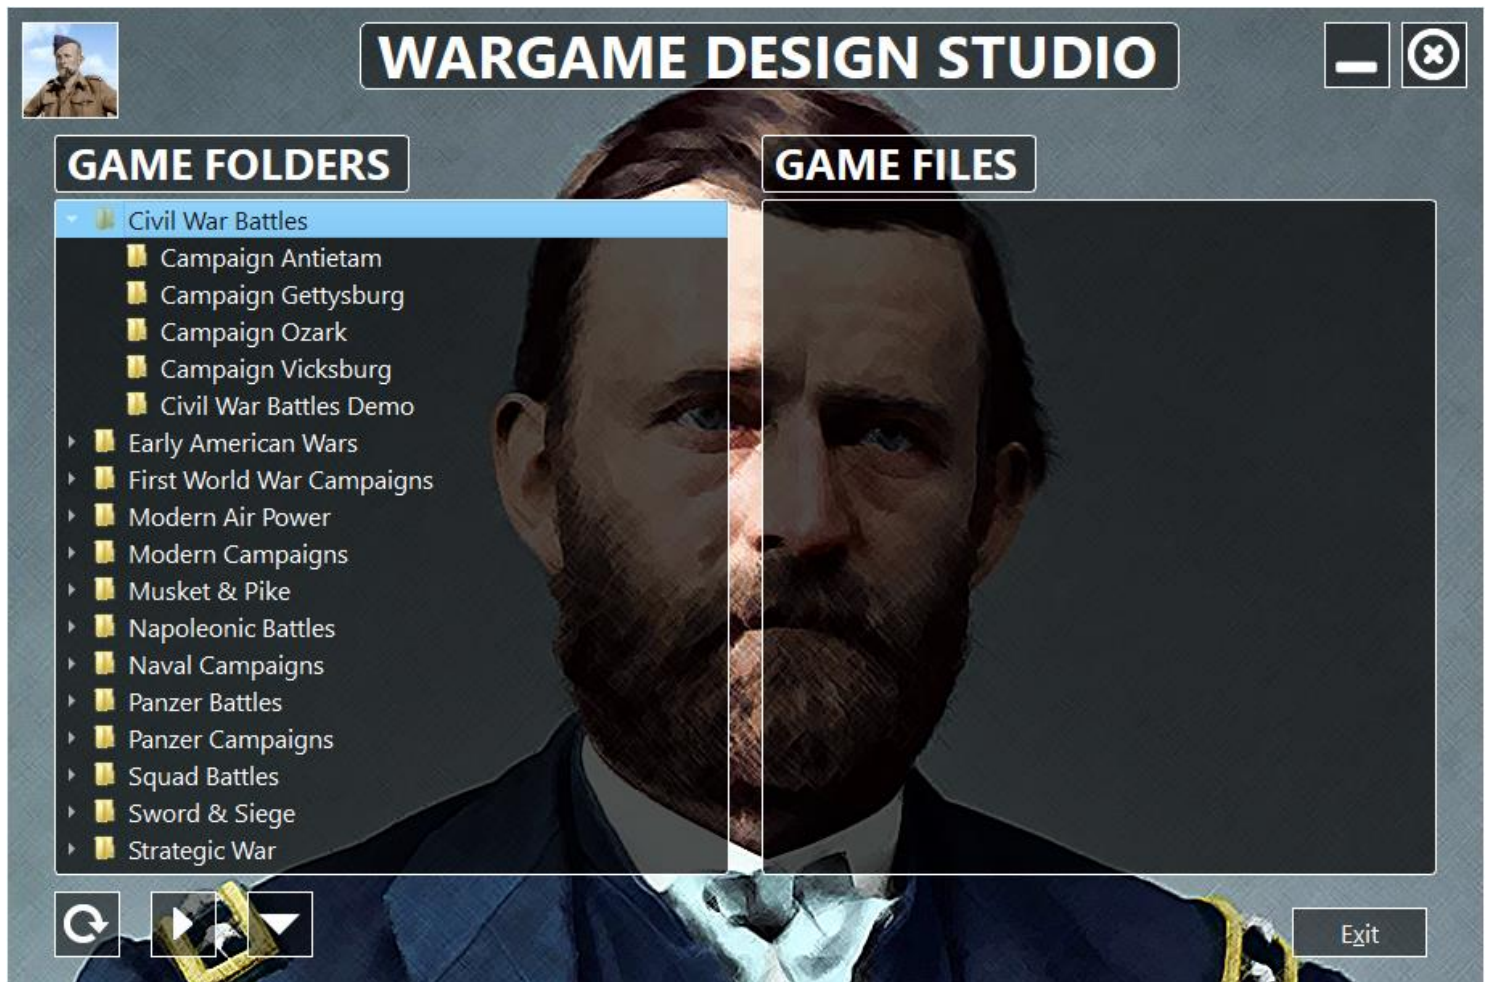 WARGAME DESIGN STUDIO
GAME FOLDERS
Civil War Battles
Campaign Antietam
Campaign Gettysburg
Campaign Ozark
Campaign Vicksburg
Civil War Battles Demo
Early American Wars
First World War Campaigns
Modern Air Power
Modern Campaigns
Musket & Pike
Napoleonic Battles
Naval Campaigns
Panzer Battles
Panzer Campaigns
Squad Battles
Sword & Siege
Strategic War
GAME FILES
Exit